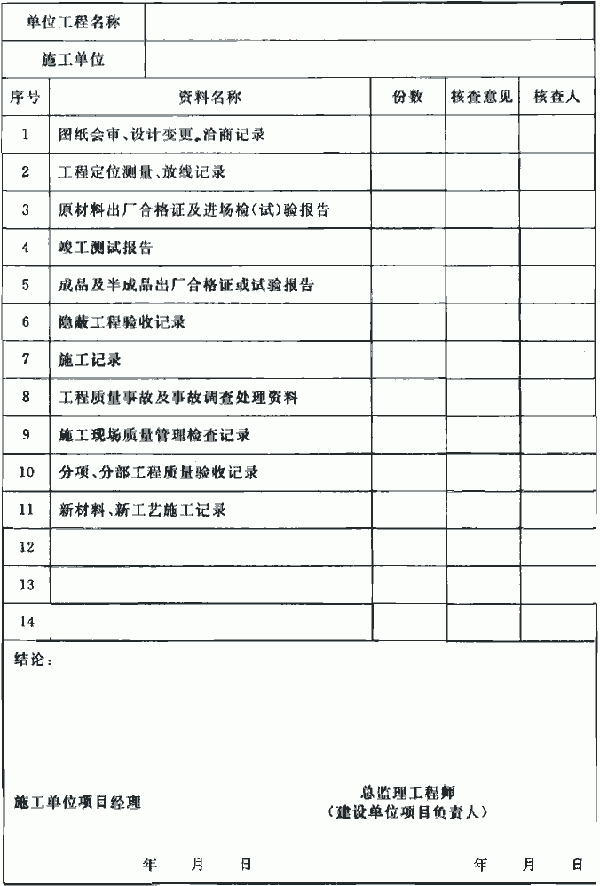 单位工程名称
施工单位
序号 资料名称 份数 核查意见 核查人
1 图纸会审、设计变更、洽商记录
2 工程定位测量、放线记录
3 原材料出厂合格证及进场检(试)验报告
4 竣工测试报告
5 成品及半成品出厂合格证或试验报告
6 隐蔽工程验收记录
7 施工记录
8 工程质量事故及事故调查处理资料
9 施工现场质量管理检查记录
10 分项、分部工程质量验收记录
11 新材料、新工艺施工记录
12
13
14
结论：
施工单位项目经理 总监理工程师
（建设单位项目负责人）
年 月 日 年 月 日